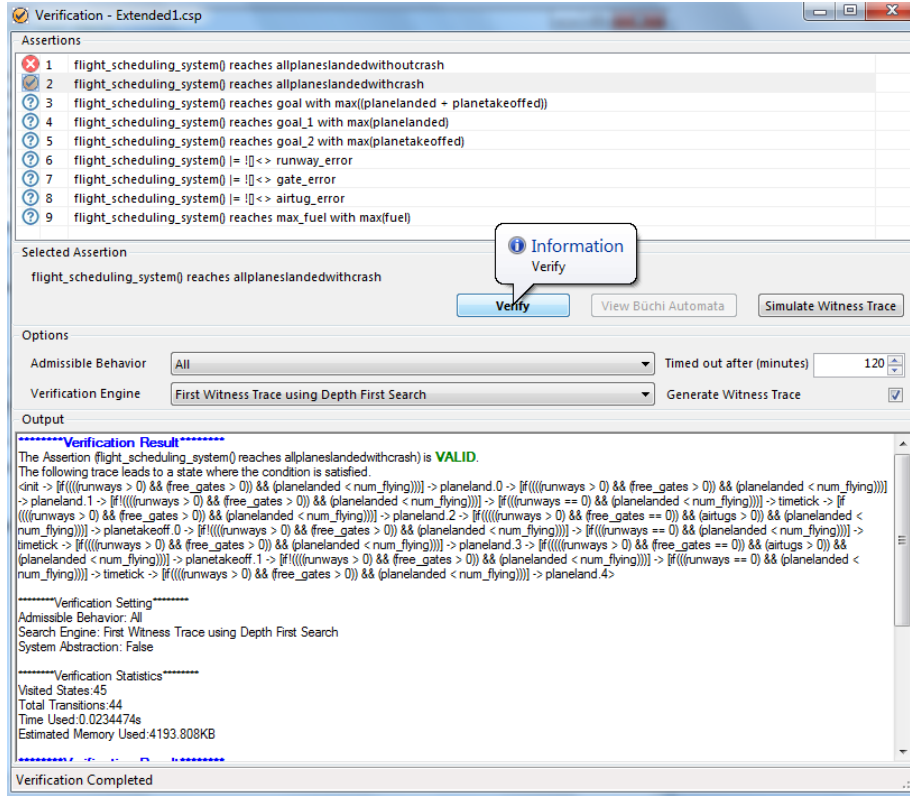 Verification - Extended1.csp
Assertions
1 flight_scheduling_system() reaches allplaneslandedwithoutcrash
2 flight_scheduling_system() reaches allplaneslandedwithcrash
3 flight_scheduling_system() reaches goal with max((planelanded + planetakeoffed))
4 flight_scheduling_system() reaches goal_1 with max(planelanded)
5 flight_scheduling_system() reaches goal_2 with max(planetakeoffed)
6 flight_scheduling_system() |= ![]<> runway_error
7 flight_scheduling_system() |= ![]<> gate_error
8 flight_scheduling_system() |= ![]<> airtug_error
9 flight_scheduling_system() reaches max_fuel with max(fuel)
Information
Verify
Selected Assertion
flight_scheduling_system() reaches allplaneslandedwithcrash
Verify View Büchi Automata Simulate Witness Trace
Options
Admissible Behavior All Timed out after (minutes) 120
Verification Engine First Witness Trace using Depth First Search Generate Witness Trace
Output
********Verification Result********
The Assertion (flight_scheduling_system() reaches allplaneslandedwithcrash) is VALID.
The following trace leads to a state where the condition is satisfied.
<init -> [if((((runways > 0) && (free_gates > 0)) && (planelanded < num_flying)))] -> planeland.0 -> [if((((runways > 0) && (free_gates > 0)) && (planelanded < num_flying)))]
-> planeland.1 -> [if!((((runways > 0) && (free_gates > 0)) && (planelanded < num_flying)))] -> [if(((runways == 0) && (planelanded < num_flying)))] -> timetick -> [if
((((runways > 0) && (free_gates > 0)) && (planelanded < num_flying)))] -> planeland.2 -> [if(((((runways > 0) && (free_gates == 0)) && (airtugs > 0)) && (planelanded <
num_flying)))] -> planetakeoff.0 -> [if!((((runways > 0) && (free_gates > 0)) && (planelanded < num_flying)))] -> [if(((runways == 0) && (planelanded < num_flying)))] ->
timetick -> [if((((runways > 0) && (free_gates > 0)) && (planelanded < num_flying)))] -> planeland.3 -> [if(((((runways > 0) && (free_gates == 0)) && (airtugs > 0)) &&
(planelanded < num_flying)))] -> planetakeoff.1 -> [if!((((runways > 0) && (free_gates > 0)) && (planelanded < num_flying)))] -> [if(((runways == 0) && (planelanded <
num_flying)))] -> timetick -> [if((((runways > 0) && (free_gates > 0)) && (planelanded < num_flying)))] -> planeland.4>
********Verification Setting********
Admissible Behavior: All
Search Engine: First Witness Trace using Depth First Search
System Abstraction: False
********Verification Statistics********
Visited States:45
Total Transitions:44
Time Used:0.0234474s
Estimated Memory Used:4193.808KB
Verification Completed